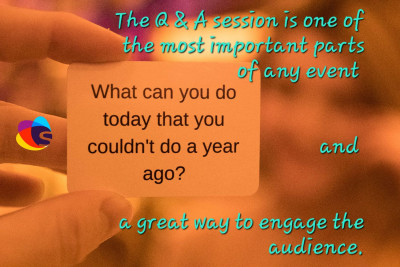 The Q & A session is one of
the most important parts
of any event
What can you do
today that you
couldn't do a year
ago?
and
a great way to engage the
audience.
S